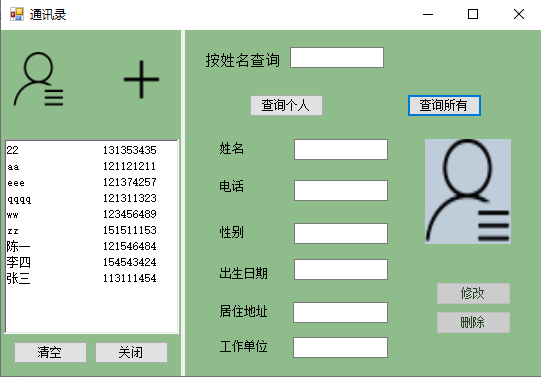 通讯录
22 131353435
aa 121121211
eee 121374257
qqqq 121311323
ww 123456489
zz 151511153
陈一 121546484
李四 154543424
张三 113111454
清空 关闭
按姓名查询
查询个人 查询所有
姓名
电话
性别
出生日期
居住地址
工作单位
修改
删除